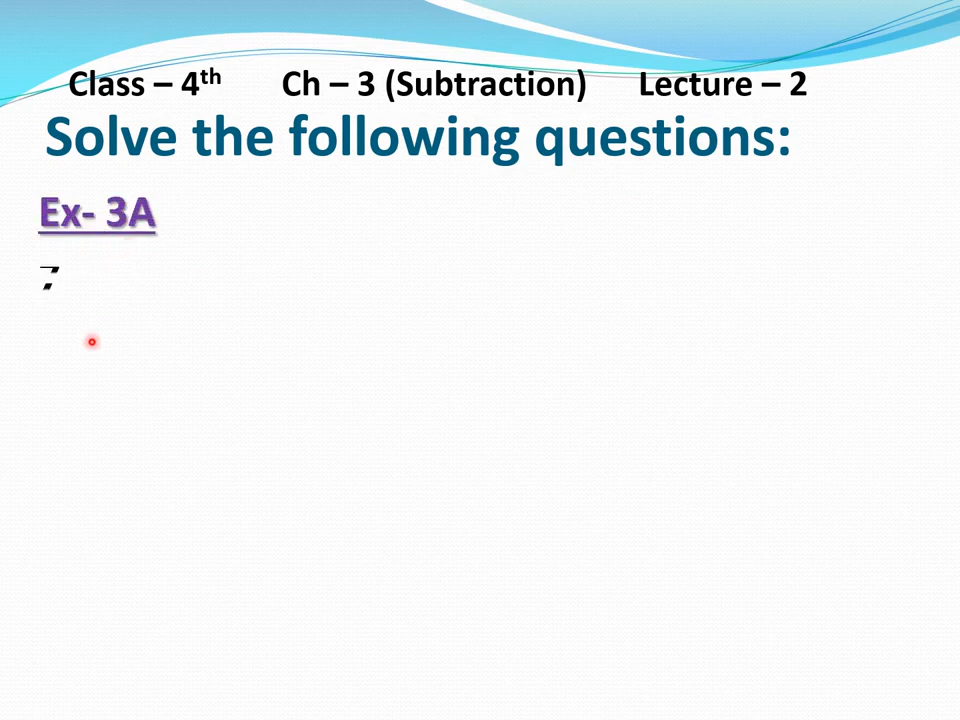 Class – 4th Ch – 3 (Subtraction) Lecture – 2
Solve the following questions:
Ex- 3A